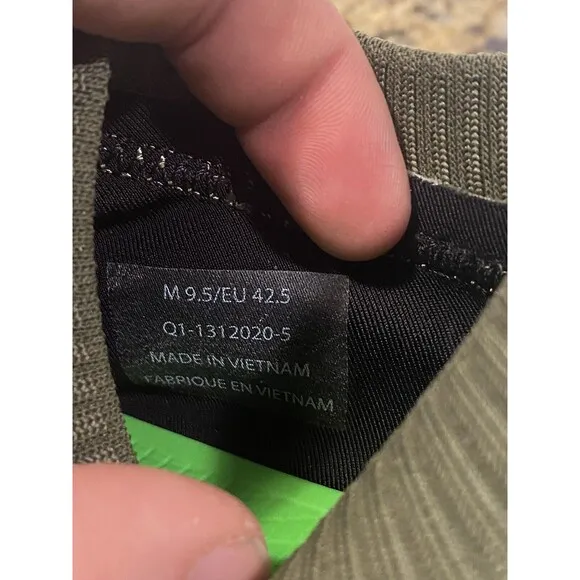 M 9.5/EU 42.5
Q1-1312020-5
MADE IN VIETNAM
FABRIQUE EN VIETNAM